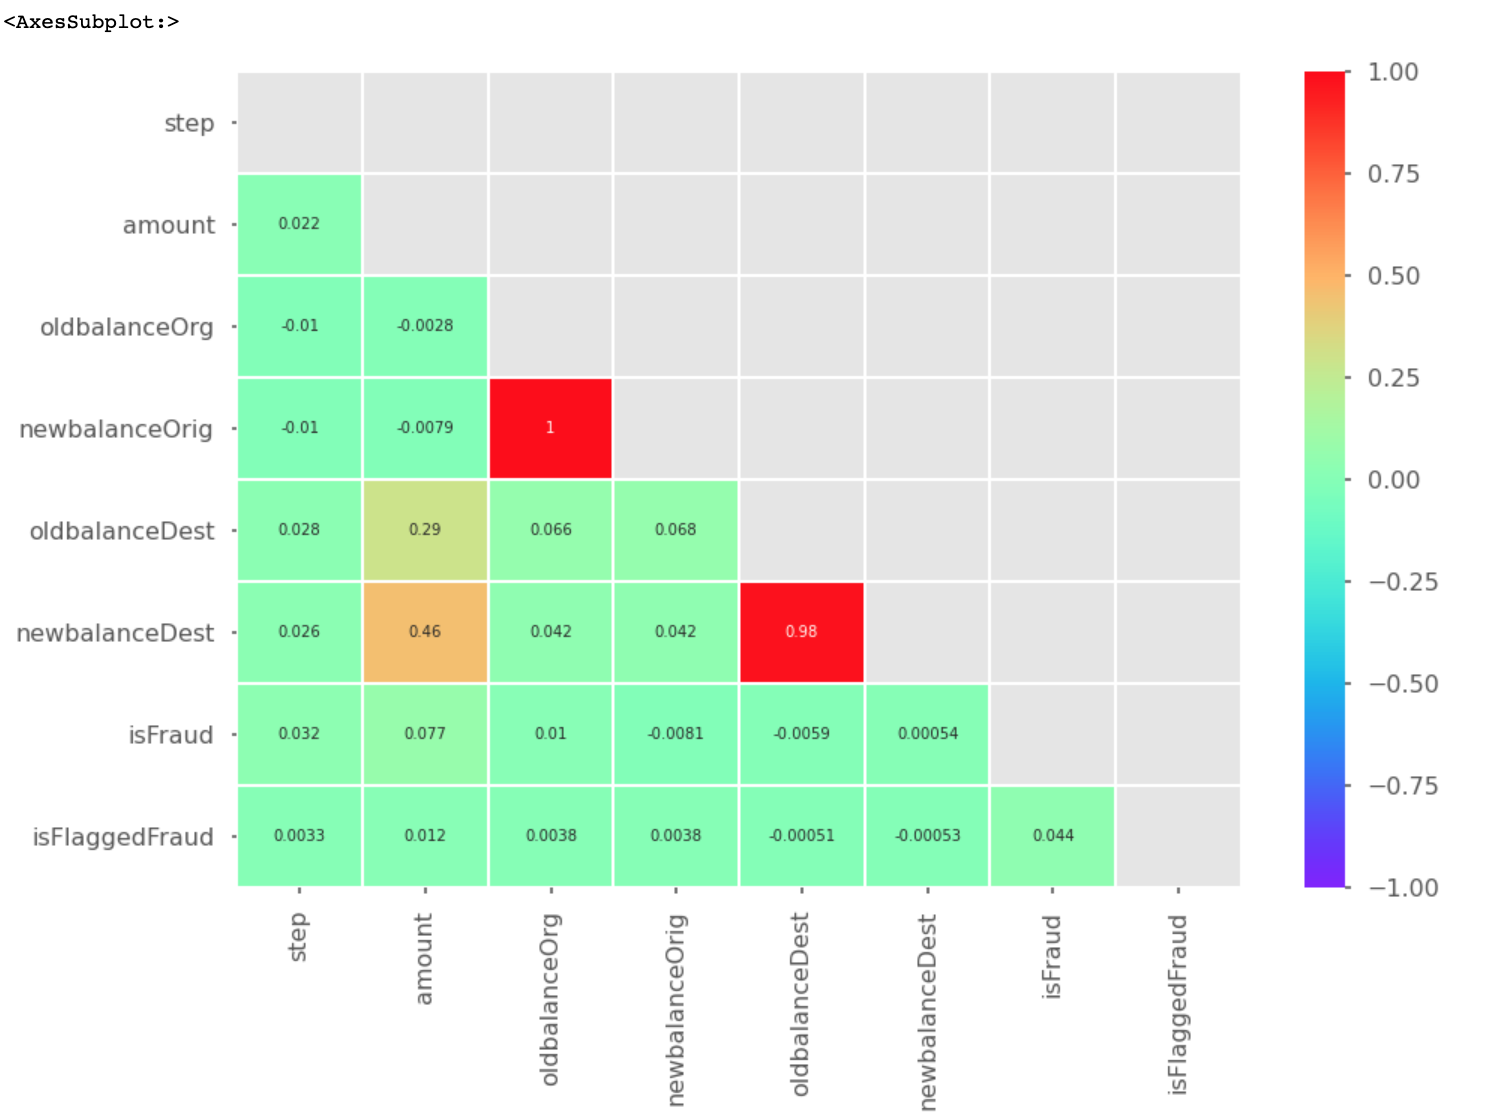 <AxesSubplot:>
1.00
step
0.75
amount 0.022
0.50
oldbalanceOrg -0.01 -0.0028
0.25
newbalanceOrig -0.01 -0.0079 1
0.00
oldbalanceDest 0.028 0.29 0.066 0.068
−0.25
newbalanceDest 0.026 0.46 0.042 0.042 0.98
−0.50
isFraud 0.032 0.077 0.01 -0.0081 -0.0059 0.00054
−0.75
isFlaggedFraud 0.0033 0.012 0.0038 0.0038 -0.00051 -0.00053 0.044
−1.00
step
amount
oldbalanceOrg
newbalanceOrig
oldbalanceDest
newbalanceDest
isFraud
isFlaggedFraud